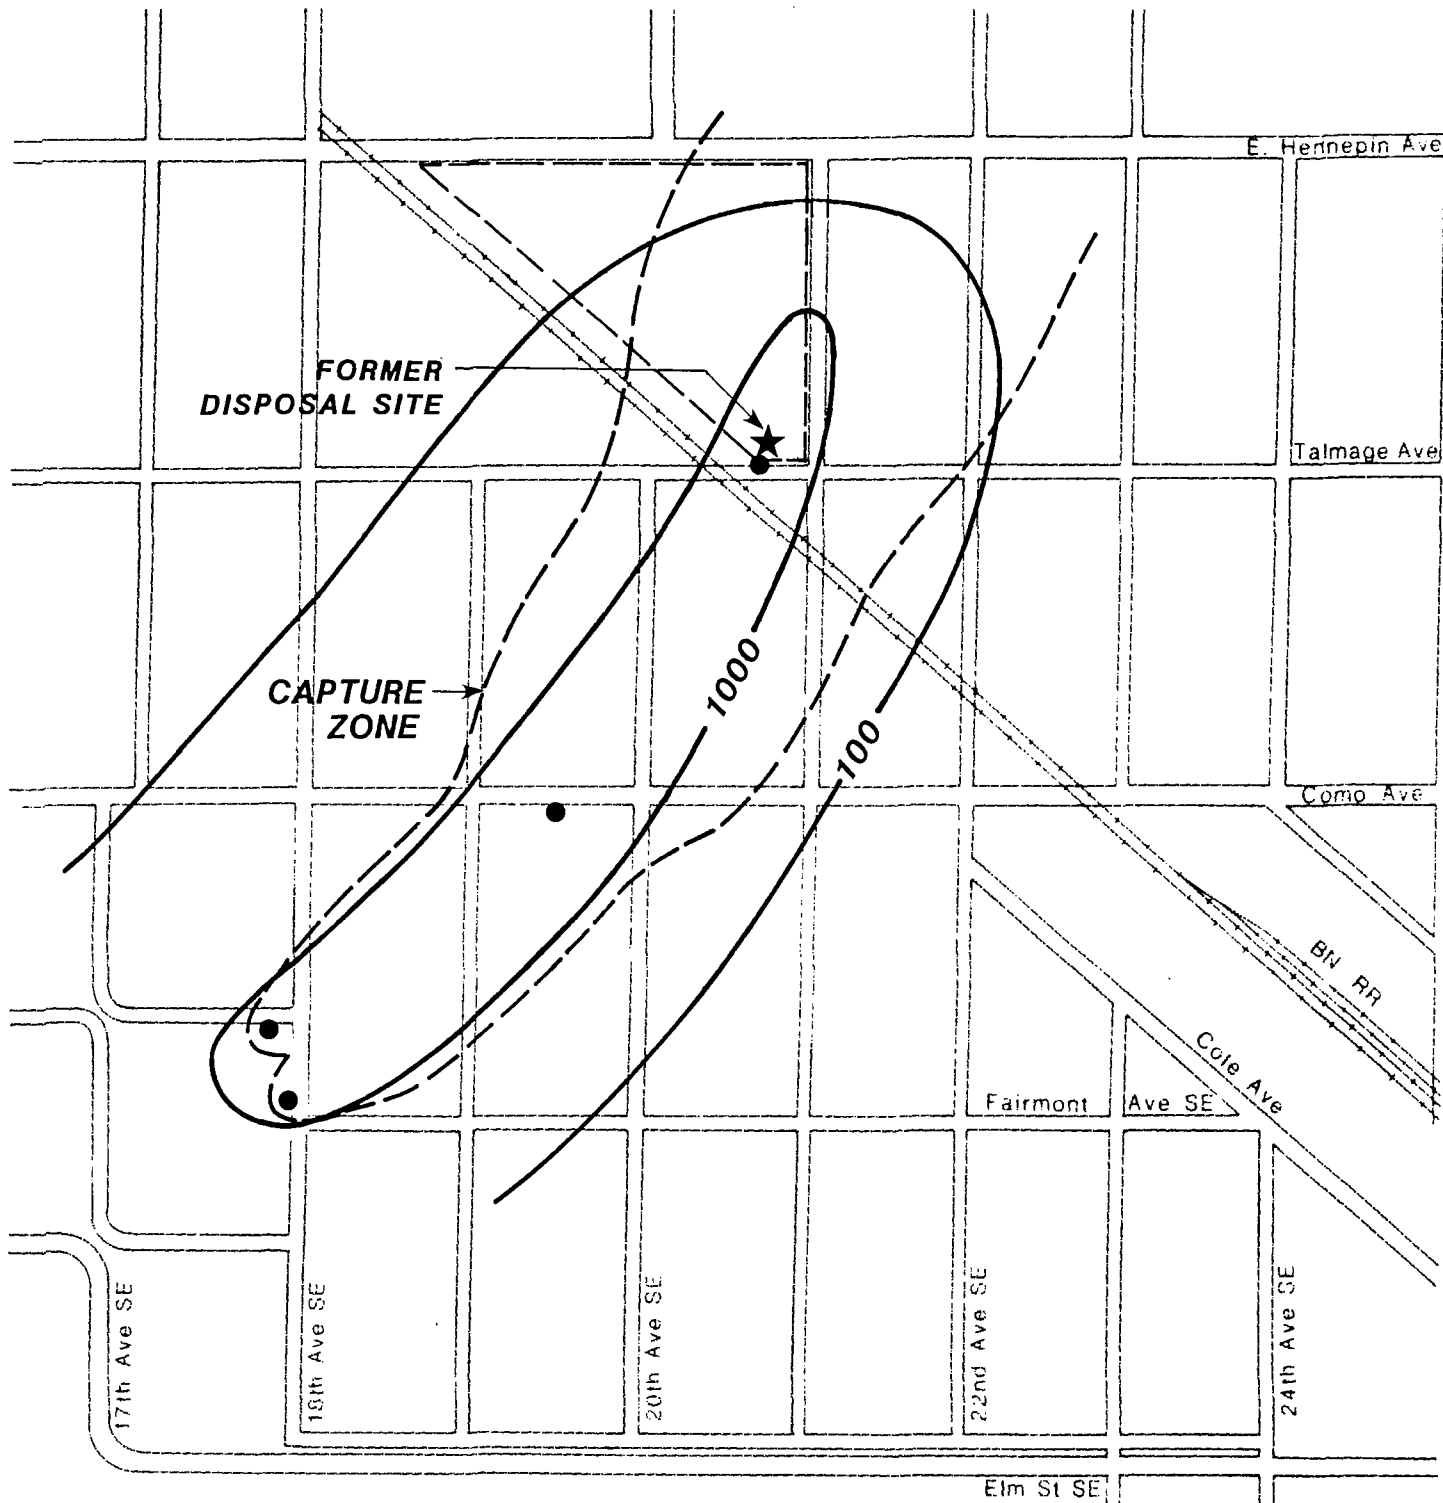 E. Hennepin Ave
FORMER
DISPOSAL SITE
Talmage Ave
1000
CAPTURE
ZONE
100
Como Ave
BN RR
Cole Ave
Fairmont Ave SE
17th Ave SE
18th Ave SE
20th Ave SE
22nd Ave SE
24th Ave SE
Elm St SE